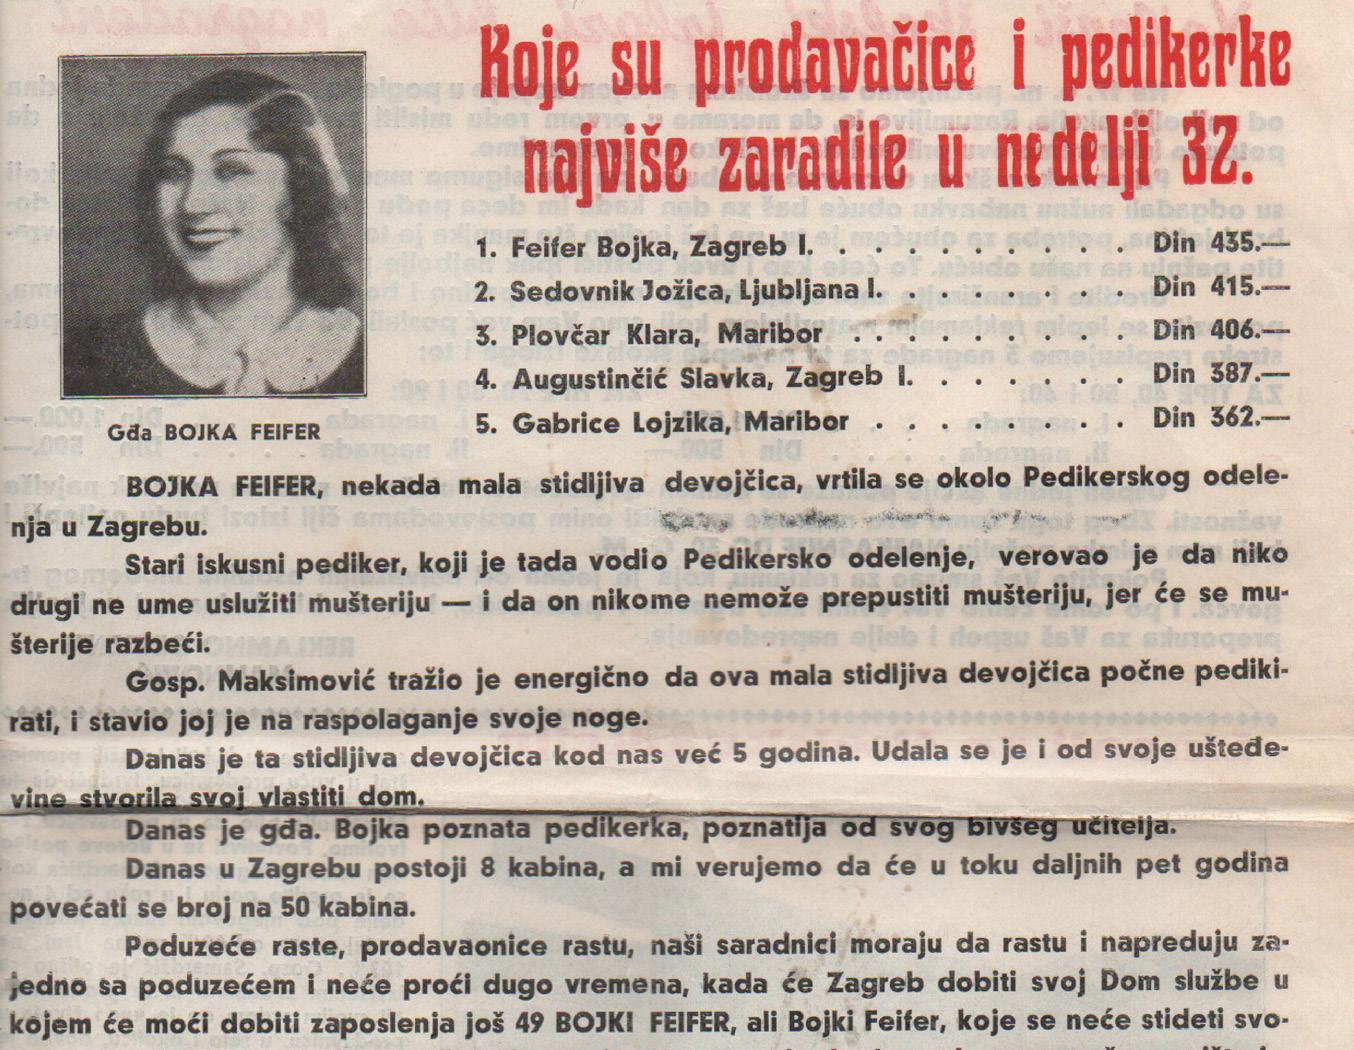 Koje su prodavačice i pedikerke
najviše zaradile u nedelji 32.
1. Feifer Bojka, Zagreb I. . . . . . . . Din 435.—
2. Sedovnik Jožica, Ljubljana I. . . . . . . Din 415.—
3. Plovčar Klara, Maribor . . . . . . . . . Din 406.—
4. Augustinčić Slavka, Zagreb I. . . . . . Din 387.—
5. Gabrice Lojzika, Maribor . . . . . . . . Din 362.—
Gđa BOJKA FEIFER
BOJKA FEIFER, nekada mala stidljiva devojčica, vrtila se okolo Pedikerskog odele-
nja u Zagrebu.
Stari iskusni pediker, koji je tada vodio Pedikersko odelenje, verovao je da niko
drugi ne ume uslužiti mušteriju — i da on nikome nemože prepustiti mušteriju, jer će se mu-
šterije razbeći.
Gosp. Maksimović tražio je energično da ova mala stidljiva devojčica počne pediki-
rati, i stavio joj je na raspolaganje svoje noge.
Danas je ta stidljiva devojčica kod nas već 5 godina. Udala se je i od svoje uštede-
vine stvorila svoj vlastiti dom.
Danas je gđa. Bojka poznata pedikerka, poznatija od svog bivšeg učitelja.
Danas u Zagrebu postoji 8 kabina, a mi verujemo da će u toku daljnih pet godina
povećati se broj na 50 kabina.
Poduzeće raste, prodavaonice rastu, naši saradnici moraju da rastu i napreduju za-
jedno sa poduzećem i neće proći dugo vremena, kada će Zagreb dobiti svoj Dom službe u
kojem će moći dobiti zaposlenja još 49 BOJKI FEIFER, ali Bojki Feifer, koje se neće stideti svo-